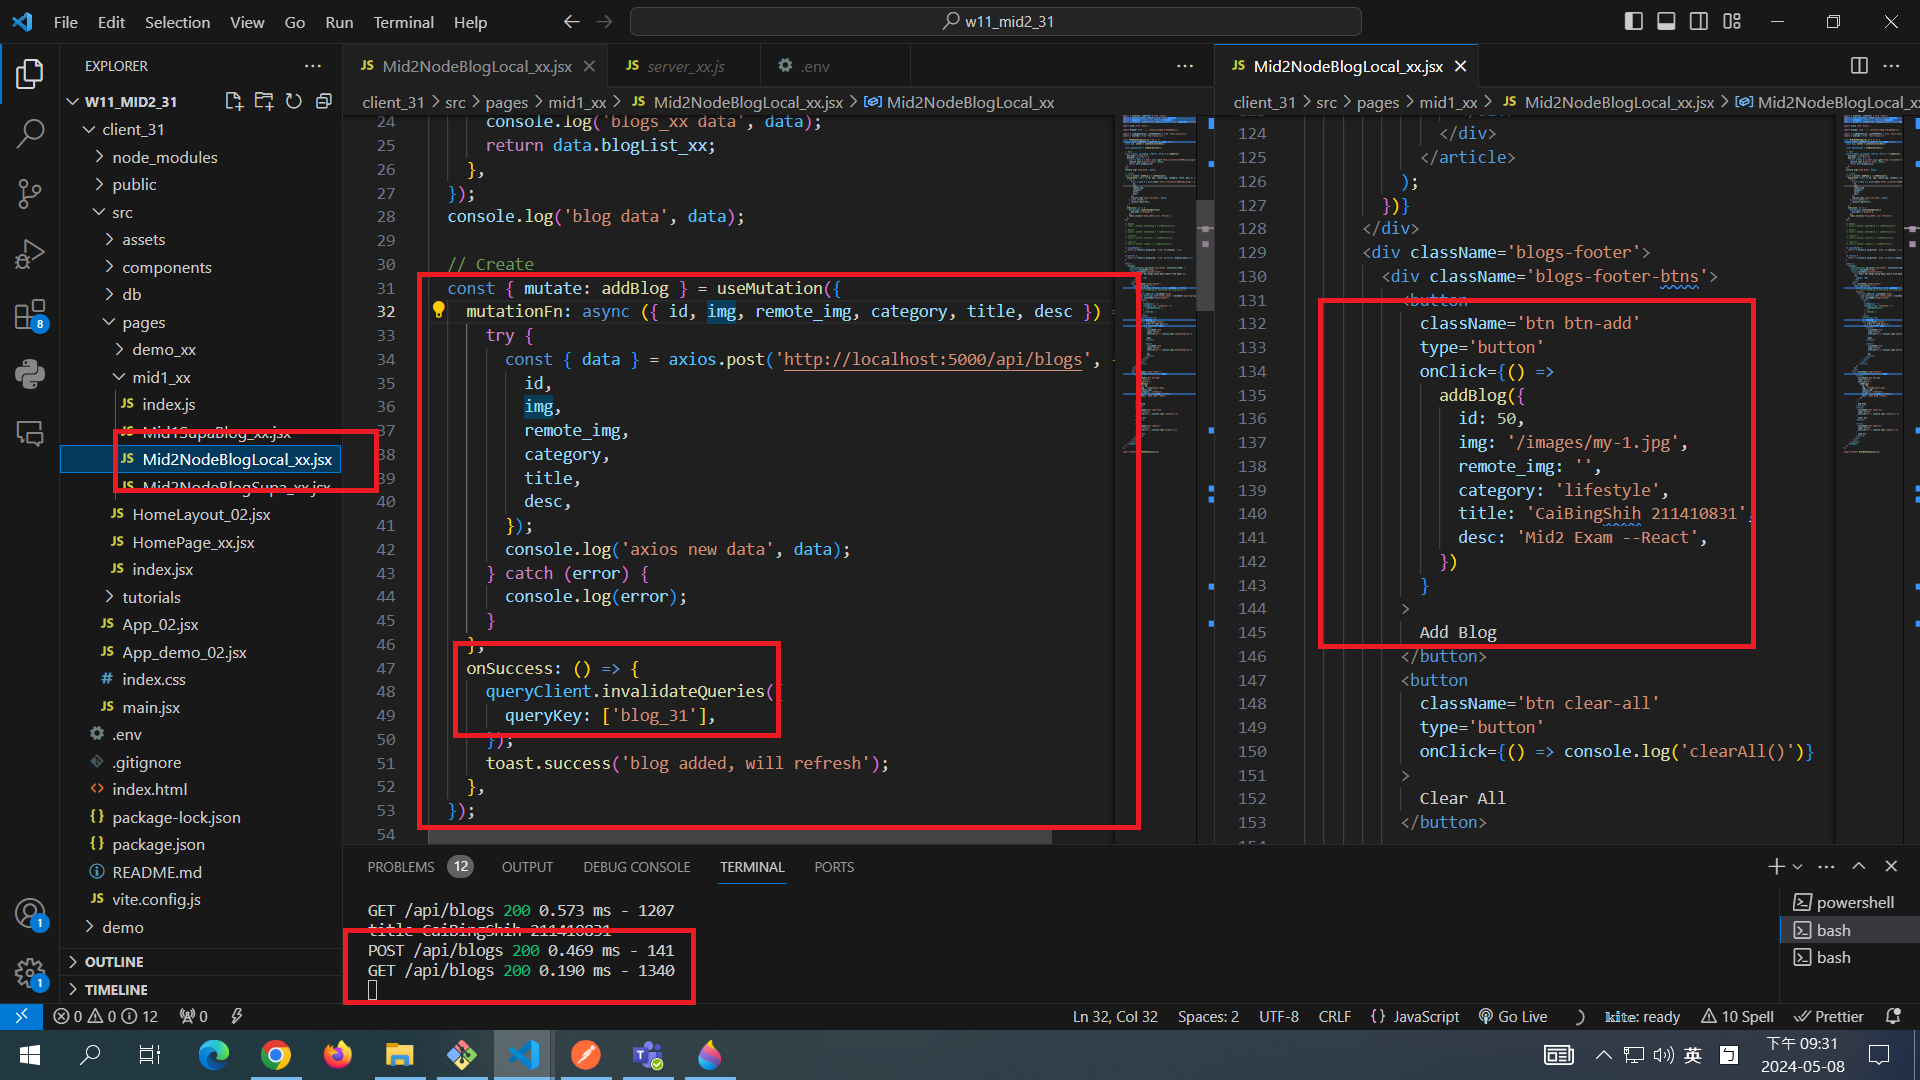 File Edit Selection View Go Run Terminal Help
w11_mid2_31
EXPLORER
W11_MID2_31
client_31
node_modules
public
src
assets
components
db
pages
demo_xx
mid1_xx
index.js
Mid1SupaBlog_xx.jsx
Mid2NodeBlogLocal_xx.jsx
Mid2NodeBlogSupa_xx.jsx
HomeLayout_02.jsx
HomePage_xx.jsx
index.jsx
tutorials
App_02.jsx
App_demo_02.jsx
index.css
main.jsx
.env
.gitignore
index.html
package-lock.json
package.json
README.md
vite.config.js
demo
OUTLINE
TIMELINE
8
1
1
Mid2NodeBlogLocal_xx.jsx
server_xx.js
.env
client_31 > src > pages > mid1_xx > Mid2NodeBlogLocal_xx.jsx > Mid2NodeBlogLocal_xx
24 console.log('blogs_xx data', data);
25 return data.blogList_xx;
26 },
27 });
28 console.log('blog data', data);
29
30 // Create
31 const { mutate: addBlog } = useMutation({
32 mutationFn: async ({ id, img, remote_img, category, title, desc }) =
33 try {
34 const { data } = axios.post('http://localhost:5000/api/blogs', {
35 id,
36 img,
37 remote_img,
38 category,
39 title,
40 desc,
41 });
42 console.log('axios new data', data);
43 } catch (error) {
44 console.log(error);
45 }
46 },
47 onSuccess: () => {
48 queryClient.invalidateQueries({
49 queryKey: ['blog_31'],
50 });
51 toast.success('blog added, will refresh');
52 },
53 });
54
Mid2NodeBlogLocal_xx.jsx
client_31 > src > pages > mid1_xx > Mid2NodeBlogLocal_xx.jsx > Mid2NodeBlogLocal_xx
124 </div>
125 </article>
126 );
127 })}
128 </div>
129 <div className='blogs-footer'>
130 <div className='blogs-footer-btns'>
131 <button
132 className='btn btn-add'
133 type='button'
134 onClick={() =>
135 addBlog({
136 id: 50,
137 img: '/images/my-1.jpg',
138 remote_img: '',
139 category: 'lifestyle',
140 title: 'CaiBingShih 211410831',
141 desc: 'Mid2 Exam --React',
142 })
143 }
144 >
145 Add Blog
146 </button>
147 <button
148 className='btn clear-all'
149 type='button'
150 onClick={() => console.log('clearAll()')}
151 >
152 Clear All
153 </button>
PROBLEMS 12 OUTPUT DEBUG CONSOLE TERMINAL PORTS
GET /api/blogs 200 0.573 ms - 1207
title CaiBingShih 211410831
POST /api/blogs 200 0.469 ms - 141
GET /api/blogs 200 0.190 ms - 1340
powershell
bash
bash
0 0 12 0
Ln 32, Col 32 Spaces: 2 UTF-8 CRLF {} JavaScript Go Live kite: ready 10 Spell Prettier
英
下午 09:31
2024-05-08